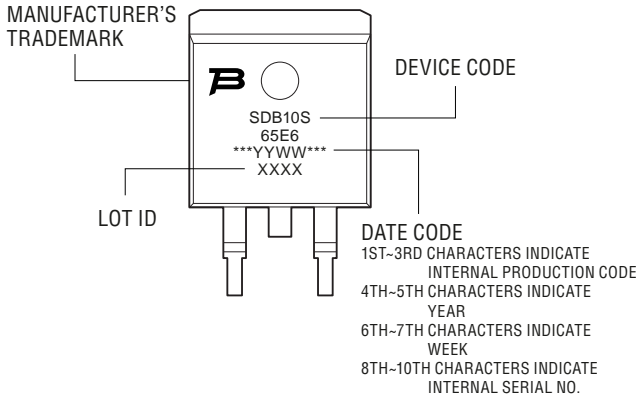 MANUFACTURER'S
TRADEMARK
DEVICE CODE
SDB10S
65E6
***YYWW***
XXXX
LOT ID
DATE CODE
1ST~3RD CHARACTERS INDICATE
INTERNAL PRODUCTION CODE
4TH~5TH CHARACTERS INDICATE
YEAR
6TH~7TH CHARACTERS INDICATE
WEEK
8TH~10TH CHARACTERS INDICATE
INTERNAL SERIAL NO.